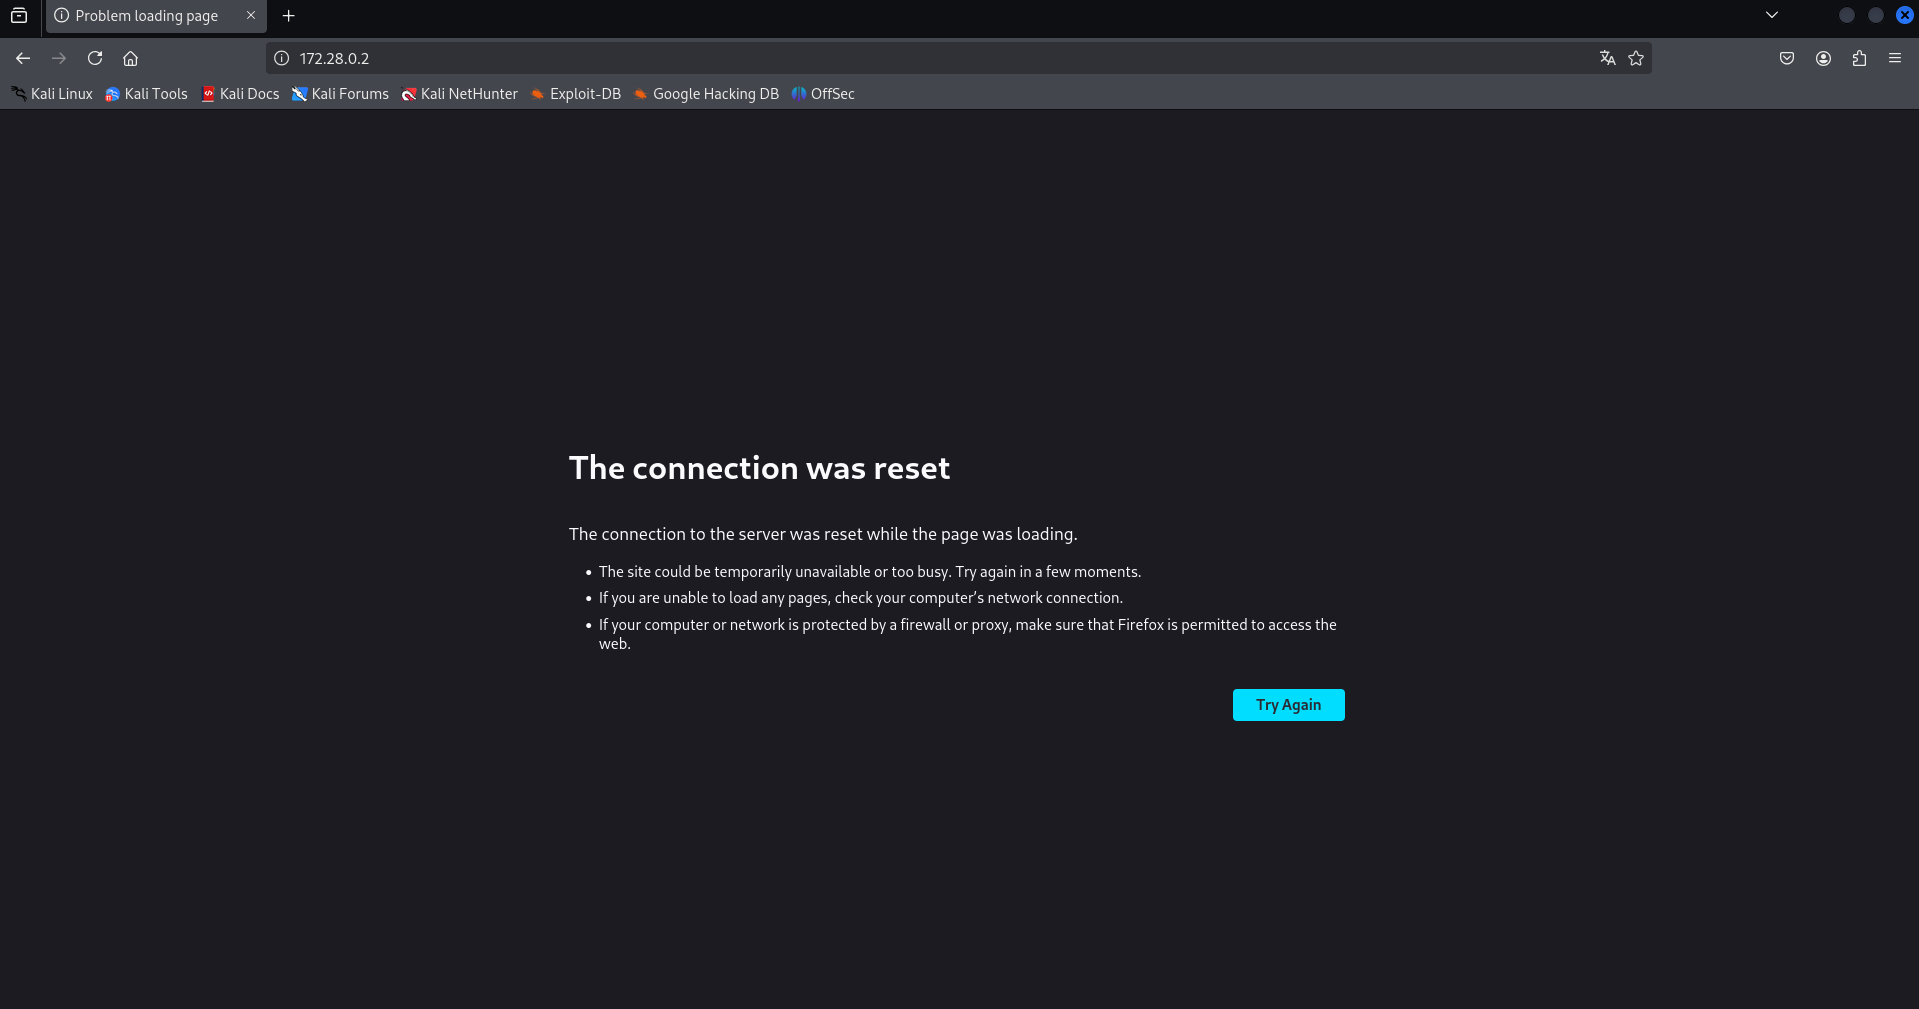 Problem loading page
172.28.0.2
Kali Linux Kali Tools Kali Docs Kali Forums Kali NetHunter Exploit-DB Google Hacking DB OffSec
The connection was reset
The connection to the server was reset while the page was loading.
• The site could be temporarily unavailable or too busy. Try again in a few moments.
• If you are unable to load any pages, check your computer’s network connection.
• If your computer or network is protected by a firewall or proxy, make sure that Firefox is permitted to access the
web.
Try Again